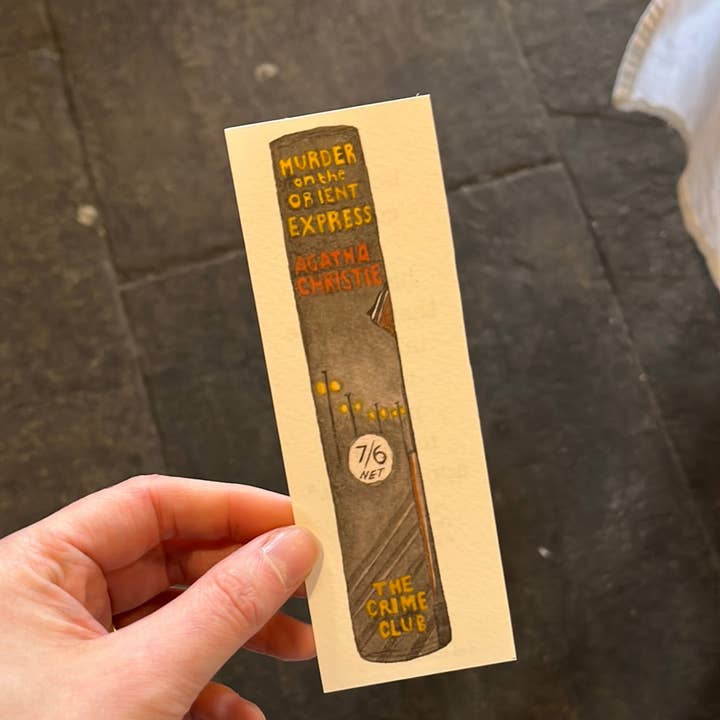 MURDER
on the
ORIENT
EXPRESS
AGATHA
CHRISTIE
7/6
NET
THE
CRIME
CLUB